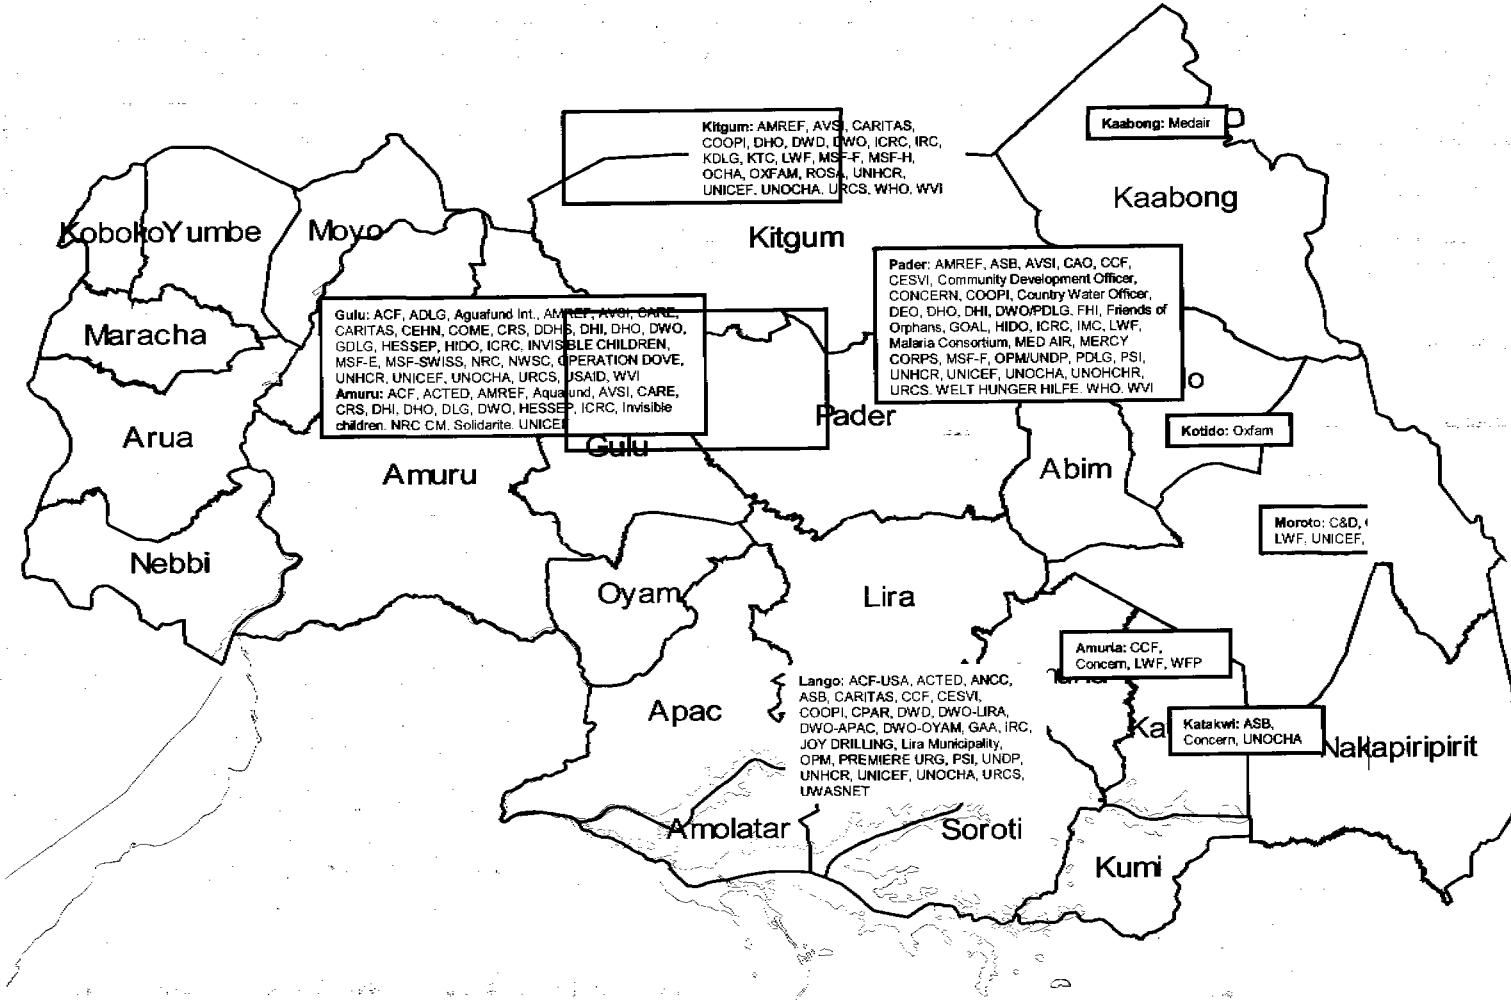 Kitgum: AMREF, AVSI, CARITAS,
COOPI, DHO, DWD, DWO, ICRC, IRC,
KDLG, KTC, LWF, MSF-F, MSF-H,
OCHA, OXFAM, ROSA, UNHCR,
UNICEF, UNOCHA, URCS, WHO, WVI
Kaabong: Medair
Kaabong
Koboko
Yumbe
Moyo
Kitgum
Pader: AMREF, ASB, AVSI, CAO, CCF,
CESVI, Community Development Officer,
CONCERN, COOPI, Country Water Officer,
DEO, DHO, DHI, DWO/PDLG, FHI, Friends of
Orphans, GOAL, HIDO, ICRC, IMC, LWF,
Malaria Consortium, MED AIR, MERCY
CORPS, MSF-F, OPM/UNDP, PDLG, PSI,
UNHCR, UNICEF, UNOCHA, UNOHCHR,
URCS, WELT HUNGER HILFE, WHO, WVI
o
Gulu: ACF, ADLG, Aguafund Int., AMREF, AVSI, CARE,
CARITAS, CEHN, COME, CRS, DDHS, DHI, DHO, DWO,
GDLG, HESSEP, HIDO, ICRC, INVISIBLE CHILDREN,
MSF-E, MSF-SWISS, NRC, NWSC, OPERATION DOVE,
UNHCR, UNICEF, UNOCHA, URCS, USAID, WVI
Amuru: ACF, ACTED, AMREF, Aquafund, AVSI, CARE,
CRS, DHI, DHO, DLG, DWO, HESSEP, ICRC, Invisible
children, NRC CM, Solidarite, UNICEF
Maracha
Pader
Kotido: Oxfam
Arua
Gulu
Amuru
Abim
Moroto: C&D,
LWF, UNICEF,
Nebbi
Oyam
Lira
Amuria: CCF,
Concern, LWF, WFP
Lango: ACF-USA, ACTED, ANCC,
ASB, CARITAS, CCF, CESVI,
COOPI, CPAR, DWD, DWO-LIRA,
DWO-APAC, DWO-OYAM, GAA, IRC,
JOY DRILLING, Lira Municipality,
OPM, PREMIERE URG, PSI, UNDP,
UNHCR, UNICEF, UNOCHA, URCS,
UWASNET
Apac
Ka
Katakwi: ASB,
Concern, UNOCHA
Nakapiripirit
Amolatar
Soroti
Kumi